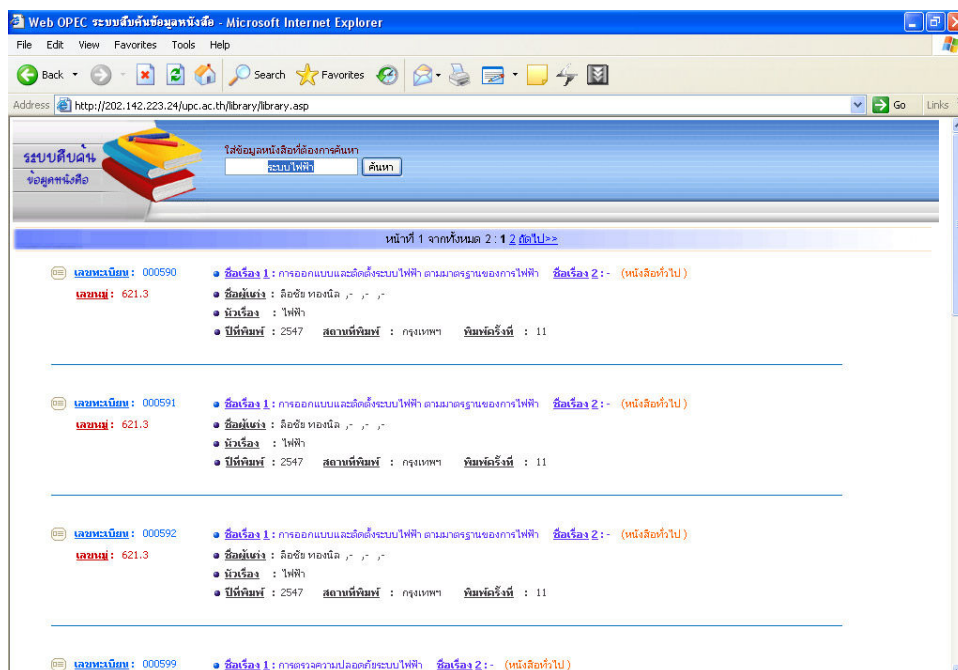 Web OPEC ระบบสืบค้นข้อมูลหนังสือ - Microsoft Internet Explorer
File Edit View Favorites Tools Help
Back Search Favorites
Address http://202.142.223.24/upc.ac.th/library/library.asp Go Links
ระบบสืบค้น
ข้อมูลหนังสือ
ใส่ข้อมูลหนังสือที่ต้องการค้นหา
ระบบไฟฟ้า ค้นหา
หน้าที่ 1 จากทั้งหมด 2 : 1 2 ถัดไป>>
เลขทะเบียน : 000590 ชื่อเรื่อง 1 : การออกแบบและติดตั้งระบบไฟฟ้า ตามมาตรฐานของการไฟฟ้า ชื่อเรื่อง 2 : - (หนังสือทั่วไป )
เลขหมู่ : 621.3 ชื่อผู้แต่ง : ลือชัย ทองนิล ,- ,- ,-
หัวเรื่อง : ไฟฟ้า
ปีที่พิมพ์ : 2547 สถานที่พิมพ์ : กรุงเทพฯ พิมพ์ครั้งที่ : 11
เลขทะเบียน : 000591 ชื่อเรื่อง 1 : การออกแบบและติดตั้งระบบไฟฟ้า ตามมาตรฐานของการไฟฟ้า ชื่อเรื่อง 2 : - (หนังสือทั่วไป )
เลขหมู่ : 621.3 ชื่อผู้แต่ง : ลือชัย ทองนิล ,- ,- ,-
หัวเรื่อง : ไฟฟ้า
ปีที่พิมพ์ : 2547 สถานที่พิมพ์ : กรุงเทพฯ พิมพ์ครั้งที่ : 11
เลขทะเบียน : 000592 ชื่อเรื่อง 1 : การออกแบบและติดตั้งระบบไฟฟ้า ตามมาตรฐานของการไฟฟ้า ชื่อเรื่อง 2 : - (หนังสือทั่วไป )
เลขหมู่ : 621.3 ชื่อผู้แต่ง : ลือชัย ทองนิล ,- ,- ,-
หัวเรื่อง : ไฟฟ้า
ปีที่พิมพ์ : 2547 สถานที่พิมพ์ : กรุงเทพฯ พิมพ์ครั้งที่ : 11
เลขทะเบียน : 000599 ชื่อเรื่อง 1 : การตรวจความปลอดภัยระบบไฟฟ้า ชื่อเรื่อง 2 : - (หนังสือทั่วไป )